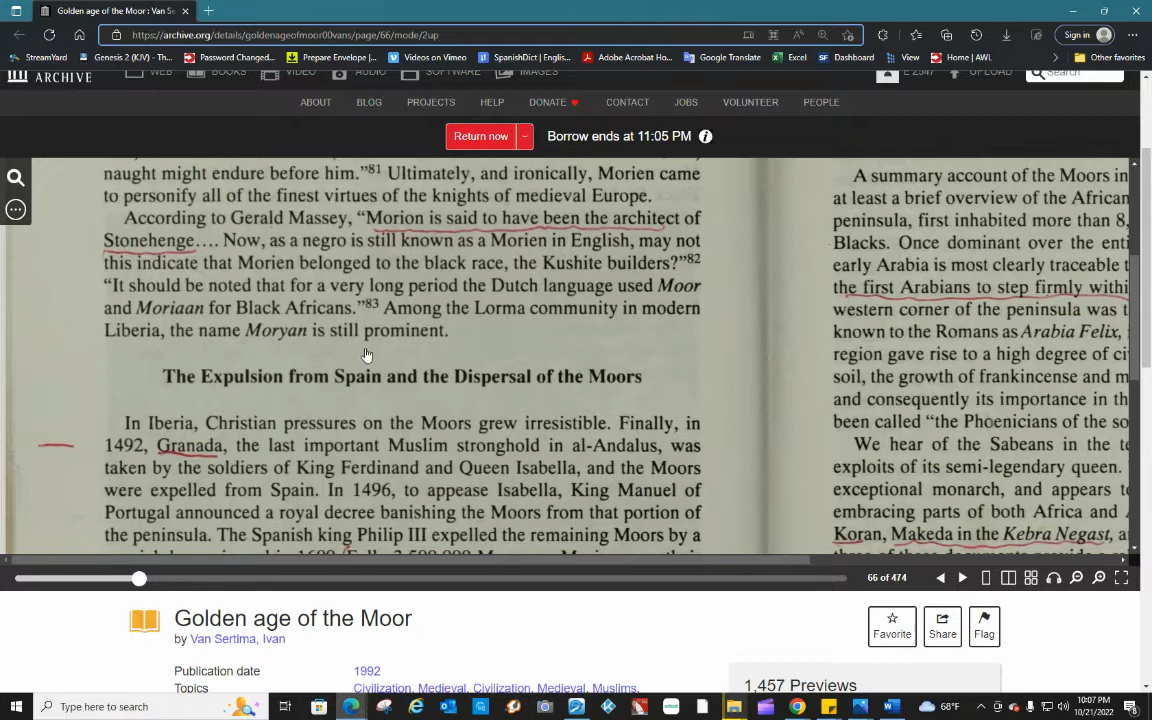 Golden age of the Moor : Van Se
https://archive.org/details/goldenageofmoor00vans/page/66/mode/2up
Sign in
StreamYard
Genesis 2 (KJV) - Th...
Password Changed...
Prepare Envelope |...
Videos on Vimeo
SpanishDict | Englis...
Adobe Acrobat Ho...
Google Translate
Excel
Dashboard
View
Home | AWL
Other favorites
ARCHIVE
WEB
BOOKS
VIDEO
AUDIO
SOFTWARE
IMAGES
UPLOAD
Search
ABOUT
BLOG
PROJECTS
HELP
DONATE
CONTACT
JOBS
VOLUNTEER
PEOPLE
Return now
Borrow ends at 11:05 PM
naught might endure before him.”81 Ultimately, and ironically, Morien came
to personify all of the finest virtues of the knights of medieval Europe.
According to Gerald Massey, “Morion is said to have been the architect of
Stonehenge.... Now, as a negro is still known as a Morien in English, may not
this indicate that Morien belonged to the black race, the Kushite builders?”82
“It should be noted that for a very long period the Dutch language used Moor
and Moriaan for Black Africans.”83 Among the Lorma community in modern
Liberia, the name Moryan is still prominent.
The Expulsion from Spain and the Dispersal of the Moors
In Iberia, Christian pressures on the Moors grew irresistible. Finally, in
1492, Granada, the last important Muslim stronghold in al-Andalus, was
taken by the soldiers of King Ferdinand and Queen Isabella, and the Moors
were expelled from Spain. In 1496, to appease Isabella, King Manuel of
Portugal announced a royal decree banishing the Moors from that portion of
the peninsula. The Spanish king Philip III expelled the remaining Moors by a
A summary account of the Moors in
at least a brief overview of the African
peninsula, first inhabited more than 8,
Blacks. Once dominant over the enti
early Arabia is most clearly traceable t
the first Arabians to step firmly withi
western corner of the peninsula was t
known to the Romans as Arabia Felix,
region gave rise to a high degree of ci
soil, the growth of frankincense and m
and consequently its importance in th
been called “the Phoenicians of the so
We hear of the Sabeans in the te
exploits of its semi-legendary queen.
exceptional monarch, and appears to
embracing parts of both Africa and A
Koran, Makeda in the Kebra Negast, a
66 of 474
Golden age of the Moor
by Van Sertima, Ivan
Favorite
Share
Flag
Publication date
1992
Topics
Civilization, Medieval, Civilization, Medieval, Muslims,
1,457 Previews
Type here to search
68°F
10:07 PM
10/21/2022